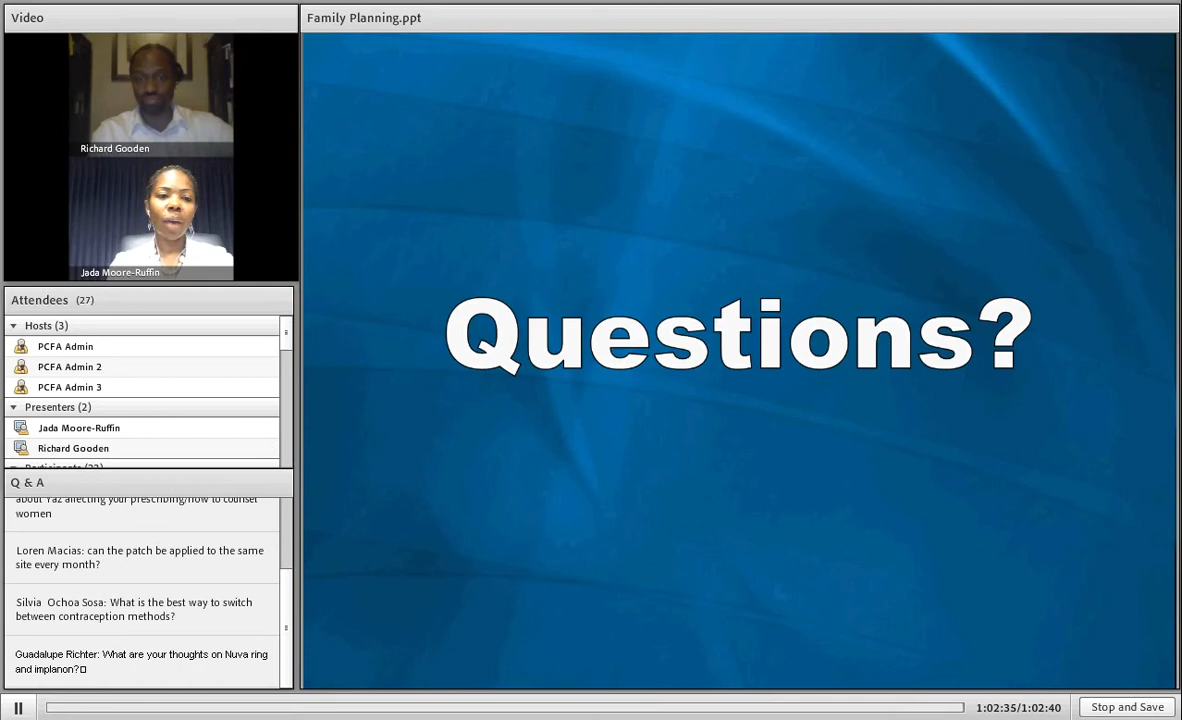 Video
Family Planning.ppt
Richard Gooden
Jada Moore-Ruffin
Attendees (27)
Hosts (3)
PCFA Admin
PCFA Admin 2
PCFA Admin 3
Presenters (2)
Jada Moore-Ruffin
Richard Gooden
Participants (22)
Q & A
about Yaz affecting your prescribing/how to counsel
women
Loren Macias: can the patch be applied to the same
site every month?
Silvia Ochoa Sosa: What is the best way to switch
between contraception methods?
Guadalupe Richter: What are your thoughts on Nuva ring
and implanon?
Questions?
1:02:35/1:02:40
Stop and Save